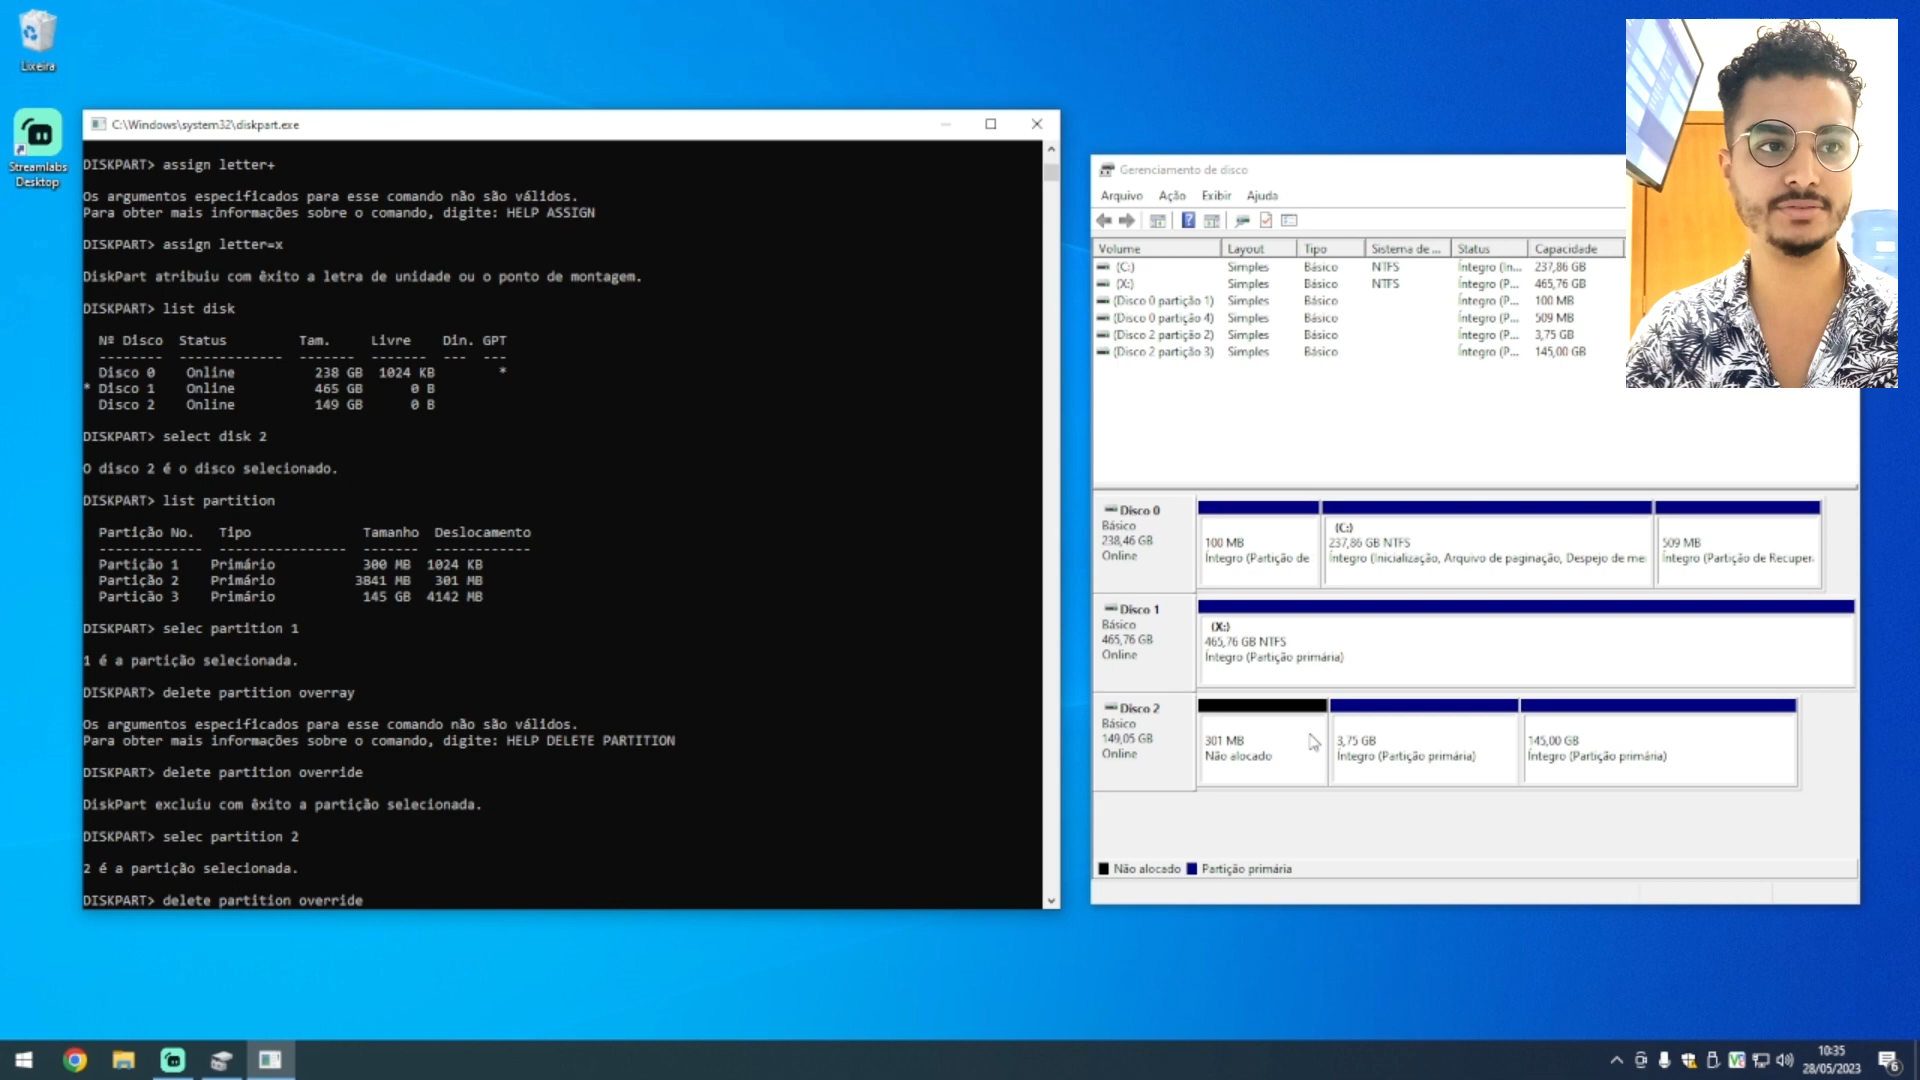 Lixeira
Streamlabs
Desktop
C:\Windows\system32\diskpart.exe
DISKPART> assign letter+
Os argumentos especificados para esse comando não são válidos.
Para obter mais informações sobre o comando, digite: HELP ASSIGN
DISKPART> assign letter=x
DiskPart atribuiu com êxito a letra de unidade ou o ponto de montagem.
DISKPART> list disk
Nº Disco Status Tam. Livre Din. GPT
-------- ------------- ------- ------- --- ---
Disco 0 Online 238 GB 1024 KB *
* Disco 1 Online 465 GB 0 B
Disco 2 Online 149 GB 0 B
DISKPART> select disk 2
O disco 2 é o disco selecionado.
DISKPART> list partition
Partição No. Tipo Tamanho Deslocamento
------------- ---------------- ------- ------------
Partição 1 Primário 300 MB 1024 KB
Partição 2 Primário 3841 MB 301 MB
Partição 3 Primário 145 GB 4142 MB
DISKPART> selec partition 1
1 é a partição selecionada.
DISKPART> delete partition overray
Os argumentos especificados para esse comando não são válidos.
Para obter mais informações sobre o comando, digite: HELP DELETE PARTITION
DISKPART> delete partition override
DiskPart excluiu com êxito a partição selecionada.
DISKPART> selec partition 2
2 é a partição selecionada.
DISKPART> delete partition override
Gerenciamento de disco
Arquivo Ação Exibir Ajuda
Volume Layout Tipo Sistema de ... Status Capacidade
(C:) Simples Básico NTFS Íntegro (In... 237,86 GB
(X:) Simples Básico NTFS Íntegro (P... 465,76 GB
(Disco 0 partição 1) Simples Básico Íntegro (P... 100 MB
(Disco 0 partição 4) Simples Básico Íntegro (P... 509 MB
(Disco 2 partição 2) Simples Básico Íntegro (P... 3,75 GB
(Disco 2 partição 3) Simples Básico Íntegro (P... 145,00 GB
Disco 0
Básico
238,46 GB
Online
100 MB
Íntegro (Partição de
(C:)
237,86 GB NTFS
Íntegro (Inicialização, Arquivo de paginação, Despejo de me
509 MB
Íntegro (Partição de Recuper.
Disco 1
Básico
465,76 GB
Online
(X:)
465,76 GB NTFS
Íntegro (Partição primária)
Disco 2
Básico
149,05 GB
Online
301 MB
Não alocado
3,75 GB
Íntegro (Partição primária)
145,00 GB
Íntegro (Partição primária)
Não alocado Partição primária
10:35
28/05/2023
6